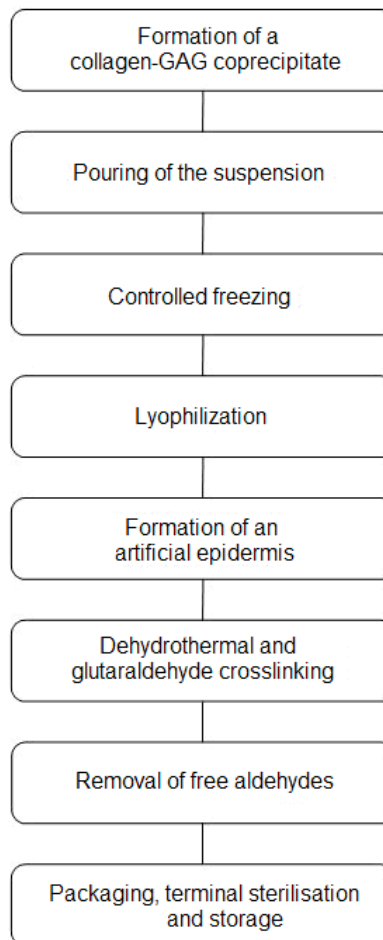 Formation of a
collagen-GAG coprecipitate
Pouring of the suspension
Controlled freezing
Lyophilization
Formation of an
artificial epidermis
Dehydrothermal and
glutaraldehyde crosslinking
Removal of free aldehydes
Packaging, terminal sterilisation
and storage